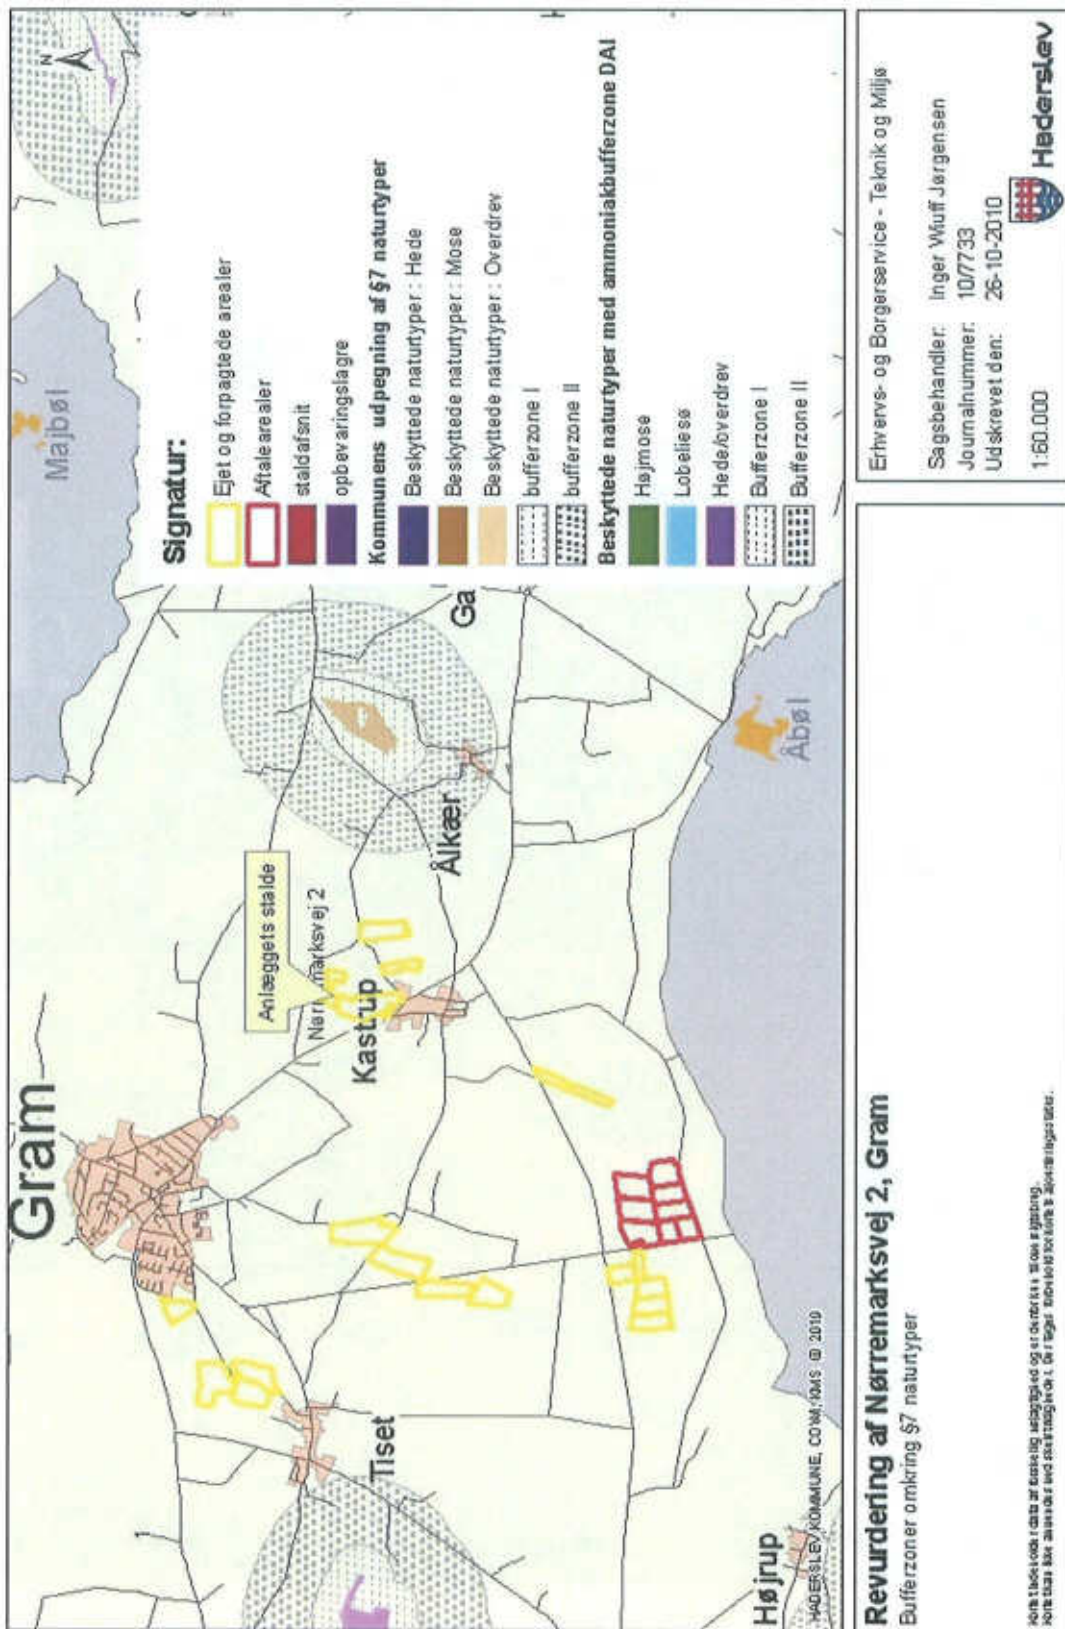 N
Majbøl
Gram
Anlæggets stalde
Nørremarksvej 2
Kastrup
Ålkær
Ga
Tiset
Åbøl
Højrup
HADERSLEV KOMMUNE, COWI, KMS @ 2010
Signatur:
Ejet og forpagtede arealer
Aftalearealer
staldafsnit
opbevaringslagre
Kommunens udpegning af §7 naturtyper
Beskyttede naturtyper : Hede
Beskyttede naturtyper : Mose
Beskyttede naturtyper : Overdrev
bufferzone I
bufferzone II
Beskyttede naturtyper med ammoniakbufferzone DAI
Højmose
Lobeliesø
Hede/overdrev
Bufferzone I
Bufferzone II
Revurdering af Nørremarksvej 2, Gram
Bufferzoner omkring §7 naturtyper
Erhvervs- og Borgerservice - Teknik og Miljø
Sagsbehandler: Inger Wulff Jørgensen
Journalnummer: 10/7733
Udskrevet den: 26-10-2010
1:60.000
Haderslev